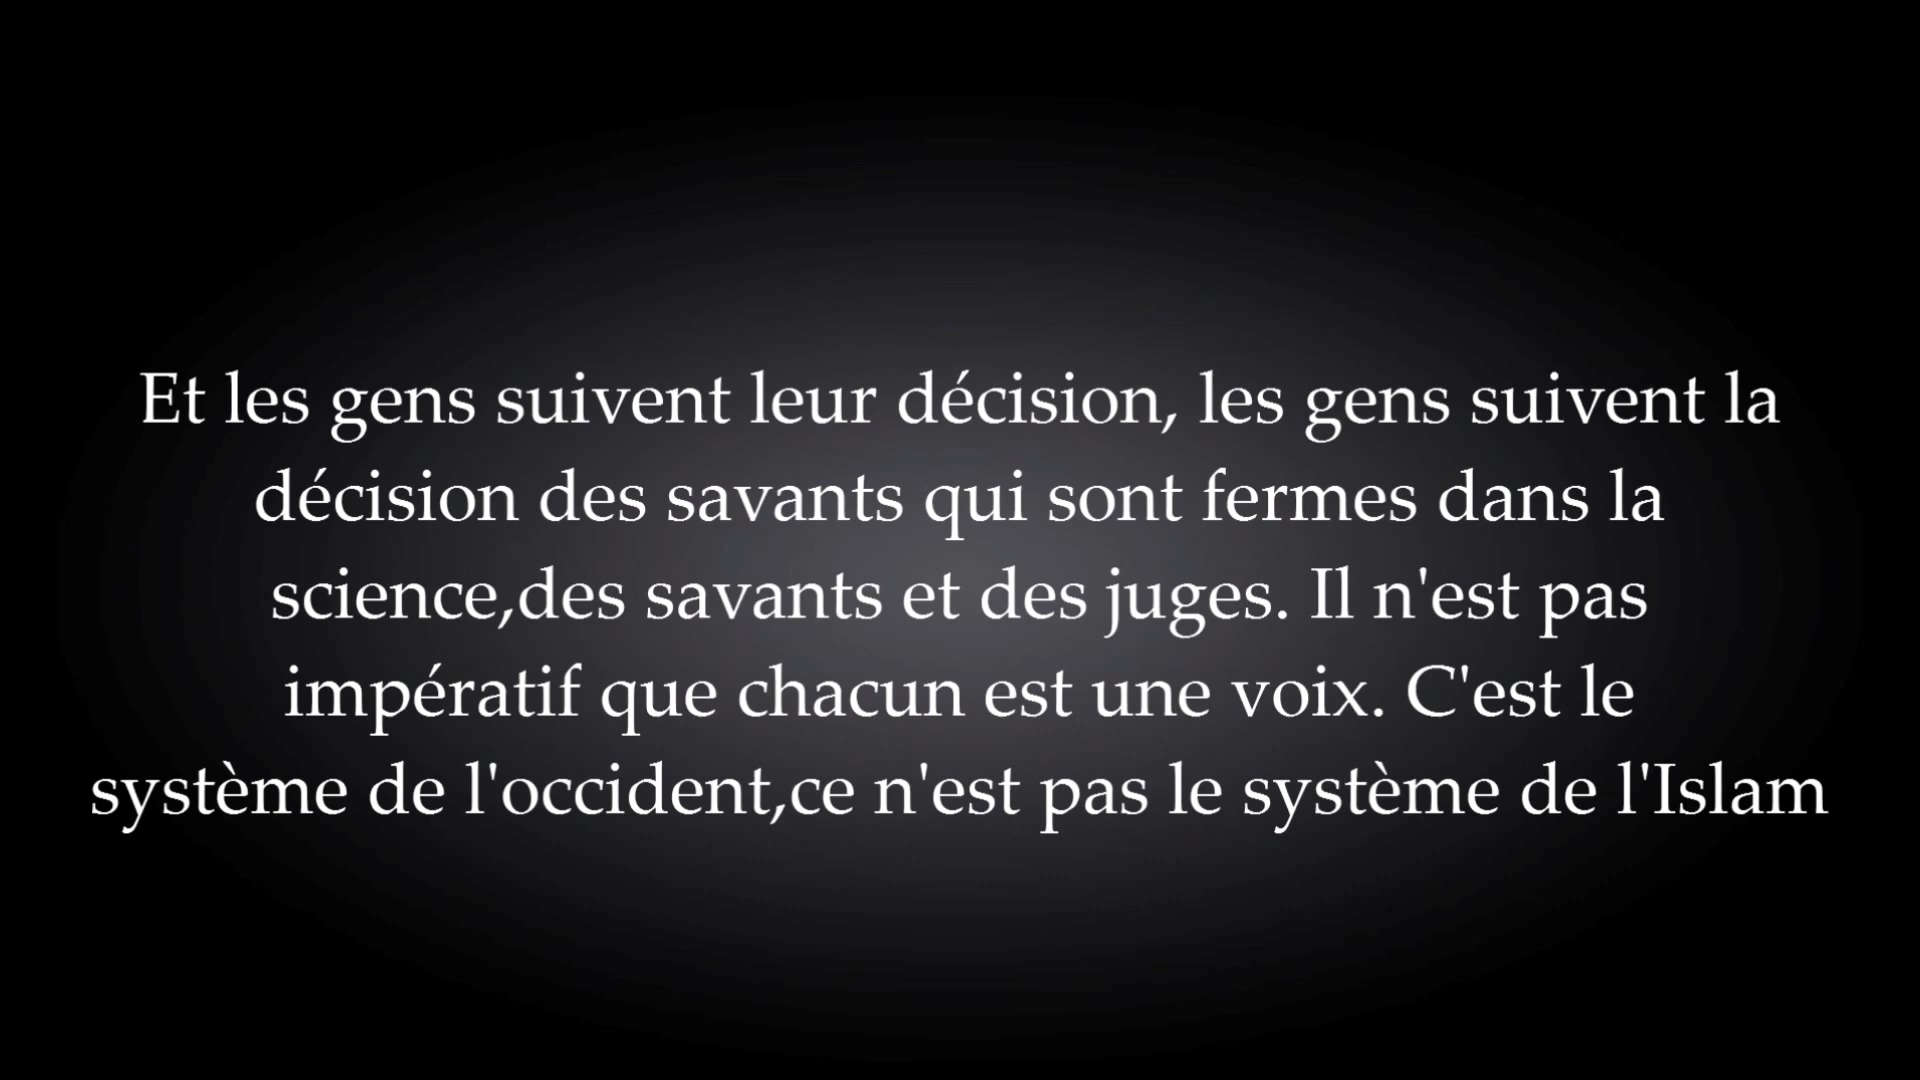 Et les gens suivent leur décision, les gens suivent la
décision des savants qui sont fermes dans la
science,des savants et des juges. Il n'est pas
impératif que chacun est une voix. C'est le
système de l'occident,ce n'est pas le système de l'Islam